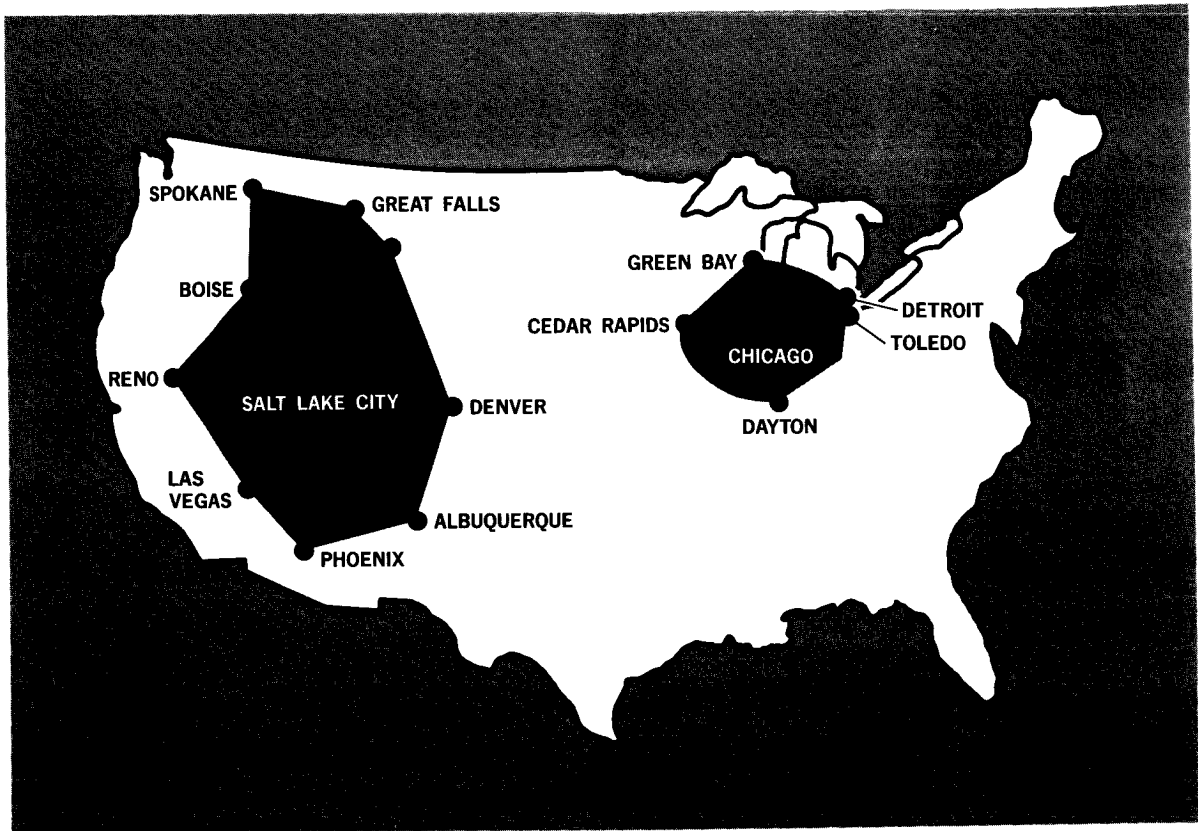 SPOKANE
GREAT FALLS
GREEN BAY
BOISE
DETROIT
CEDAR RAPIDS
TOLEDO
CHICAGO
RENO
SALT LAKE CITY
DENVER
DAYTON
LAS
VEGAS
ALBUQUERQUE
PHOENIX